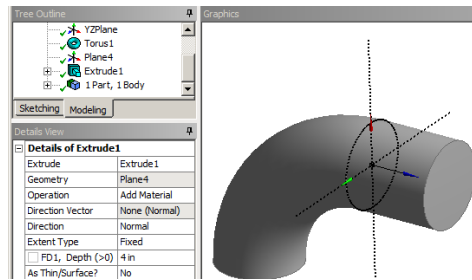 Tree Outline
YZPlane
Torus1
Plane4
Extrude1
1 Part, 1 Body
Sketching Modeling
Details View
Details of Extrude1
Extrude Extrude1
Geometry Plane4
Operation Add Material
Direction Vector None (Normal)
Direction Normal
Extent Type Fixed
FD1, Depth (>0) 4 in
As Thin/Surface? No
Graphics